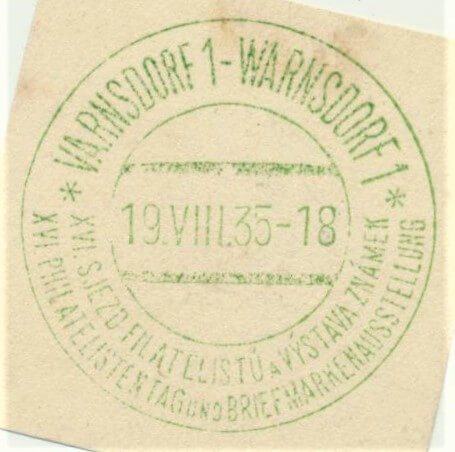 * VARNSDORF 1 - WARNSDORF 1 *
19.VIII.35-18
XVI. SJEZD FILATELISTŮ A VÝSTAVA ZNÁMEK
XVI. PHILATELISTENTAG UND BRIEFMARKENAUSSTELLUNG